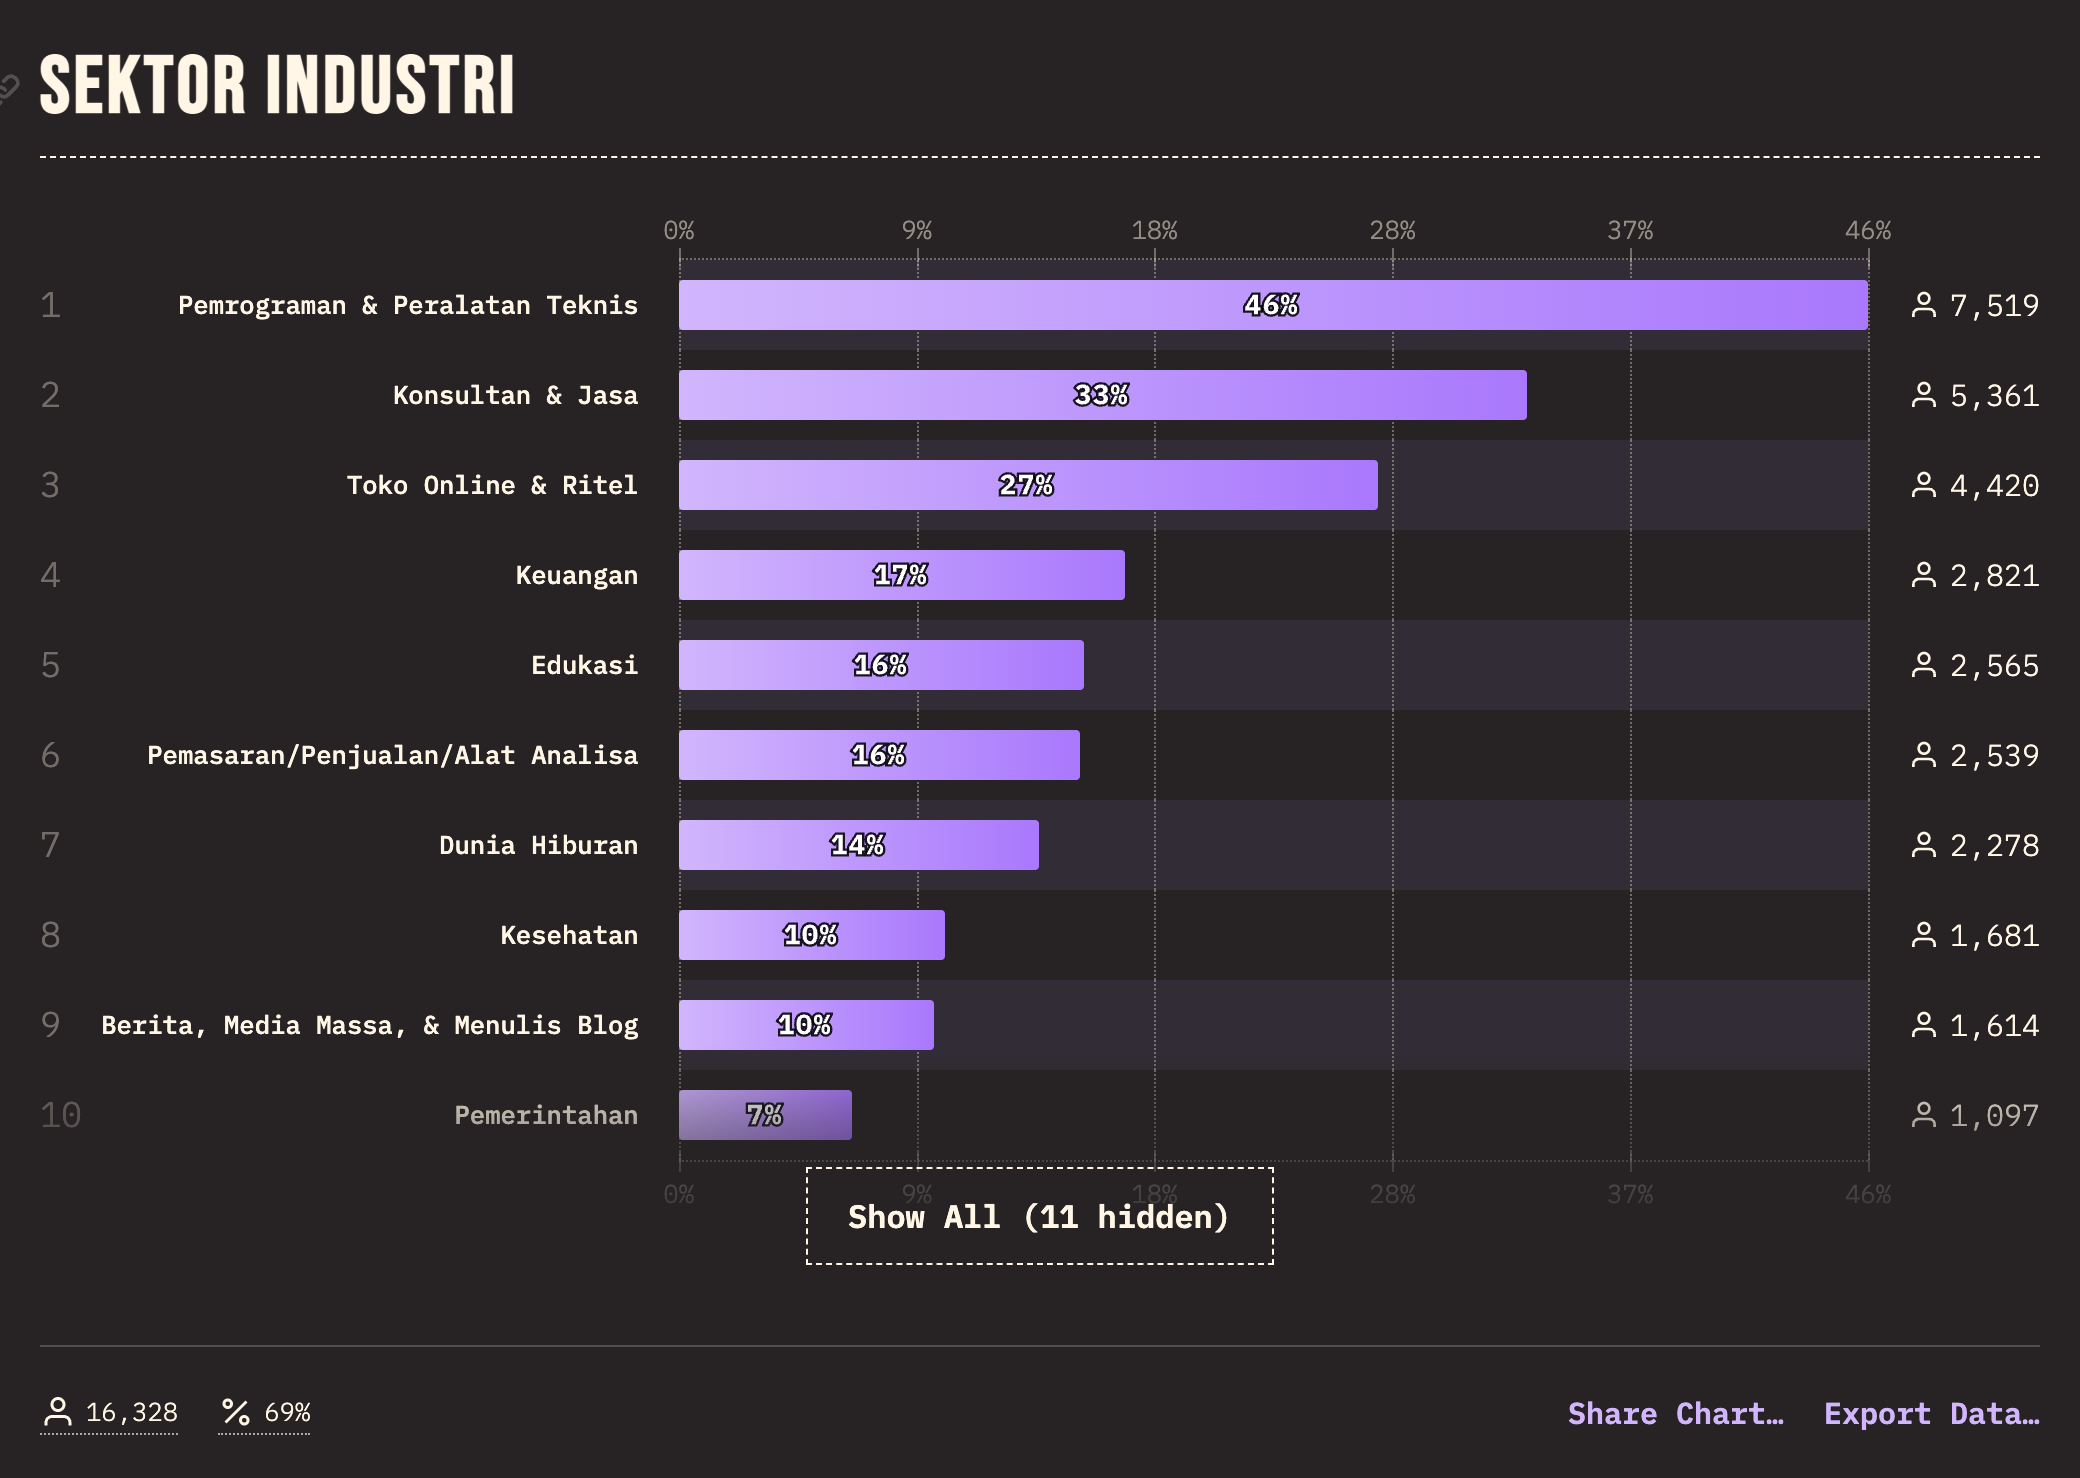 SEKTOR INDUSTRI
0% 9% 18% 28% 37% 46%
1 Pemrograman & Peralatan Teknis 46% 7,519
2 Konsultan & Jasa 33% 5,361
3 Toko Online & Ritel 27% 4,420
4 Keuangan 17% 2,821
5 Edukasi 16% 2,565
6 Pemasaran/Penjualan/Alat Analisa 16% 2,539
7 Dunia Hiburan 14% 2,278
8 Kesehatan 10% 1,681
9 Berita, Media Massa, & Menulis Blog 10% 1,614
10 Pemerintahan 7% 1,097
0% 9% 18% 28% 37% 46%
Show All (11 hidden)
16,328 % 69% Share Chart… Export Data…